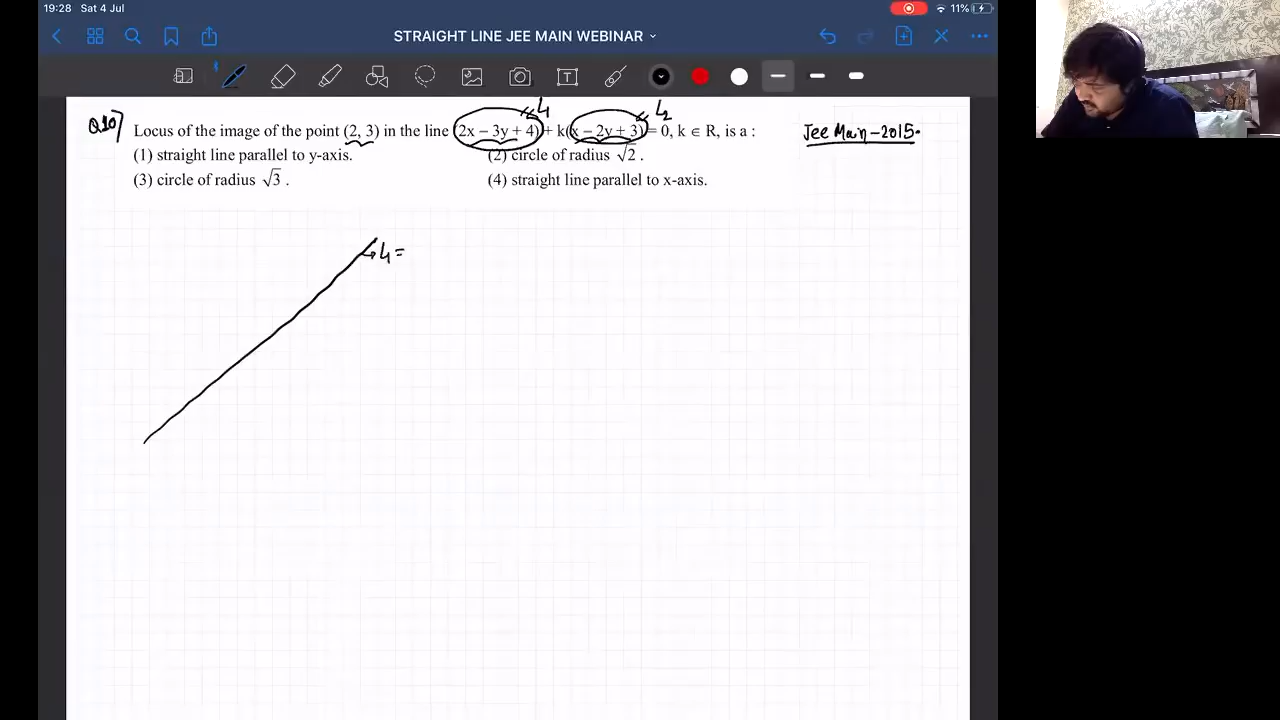 19:28 Sat 4 Jul 11%
STRAIGHT LINE JEE MAIN WEBINAR
L₁ L₂
Q20) Locus of the image of the point (2, 3) in the line (2x – 3y + 4) + k(x – 2y + 3) = 0, k ∈ R, is a : Jee Main-2015.
(1) straight line parallel to y-axis. (2) circle of radius √2 .
(3) circle of radius √3 . (4) straight line parallel to x-axis.
L₁ =